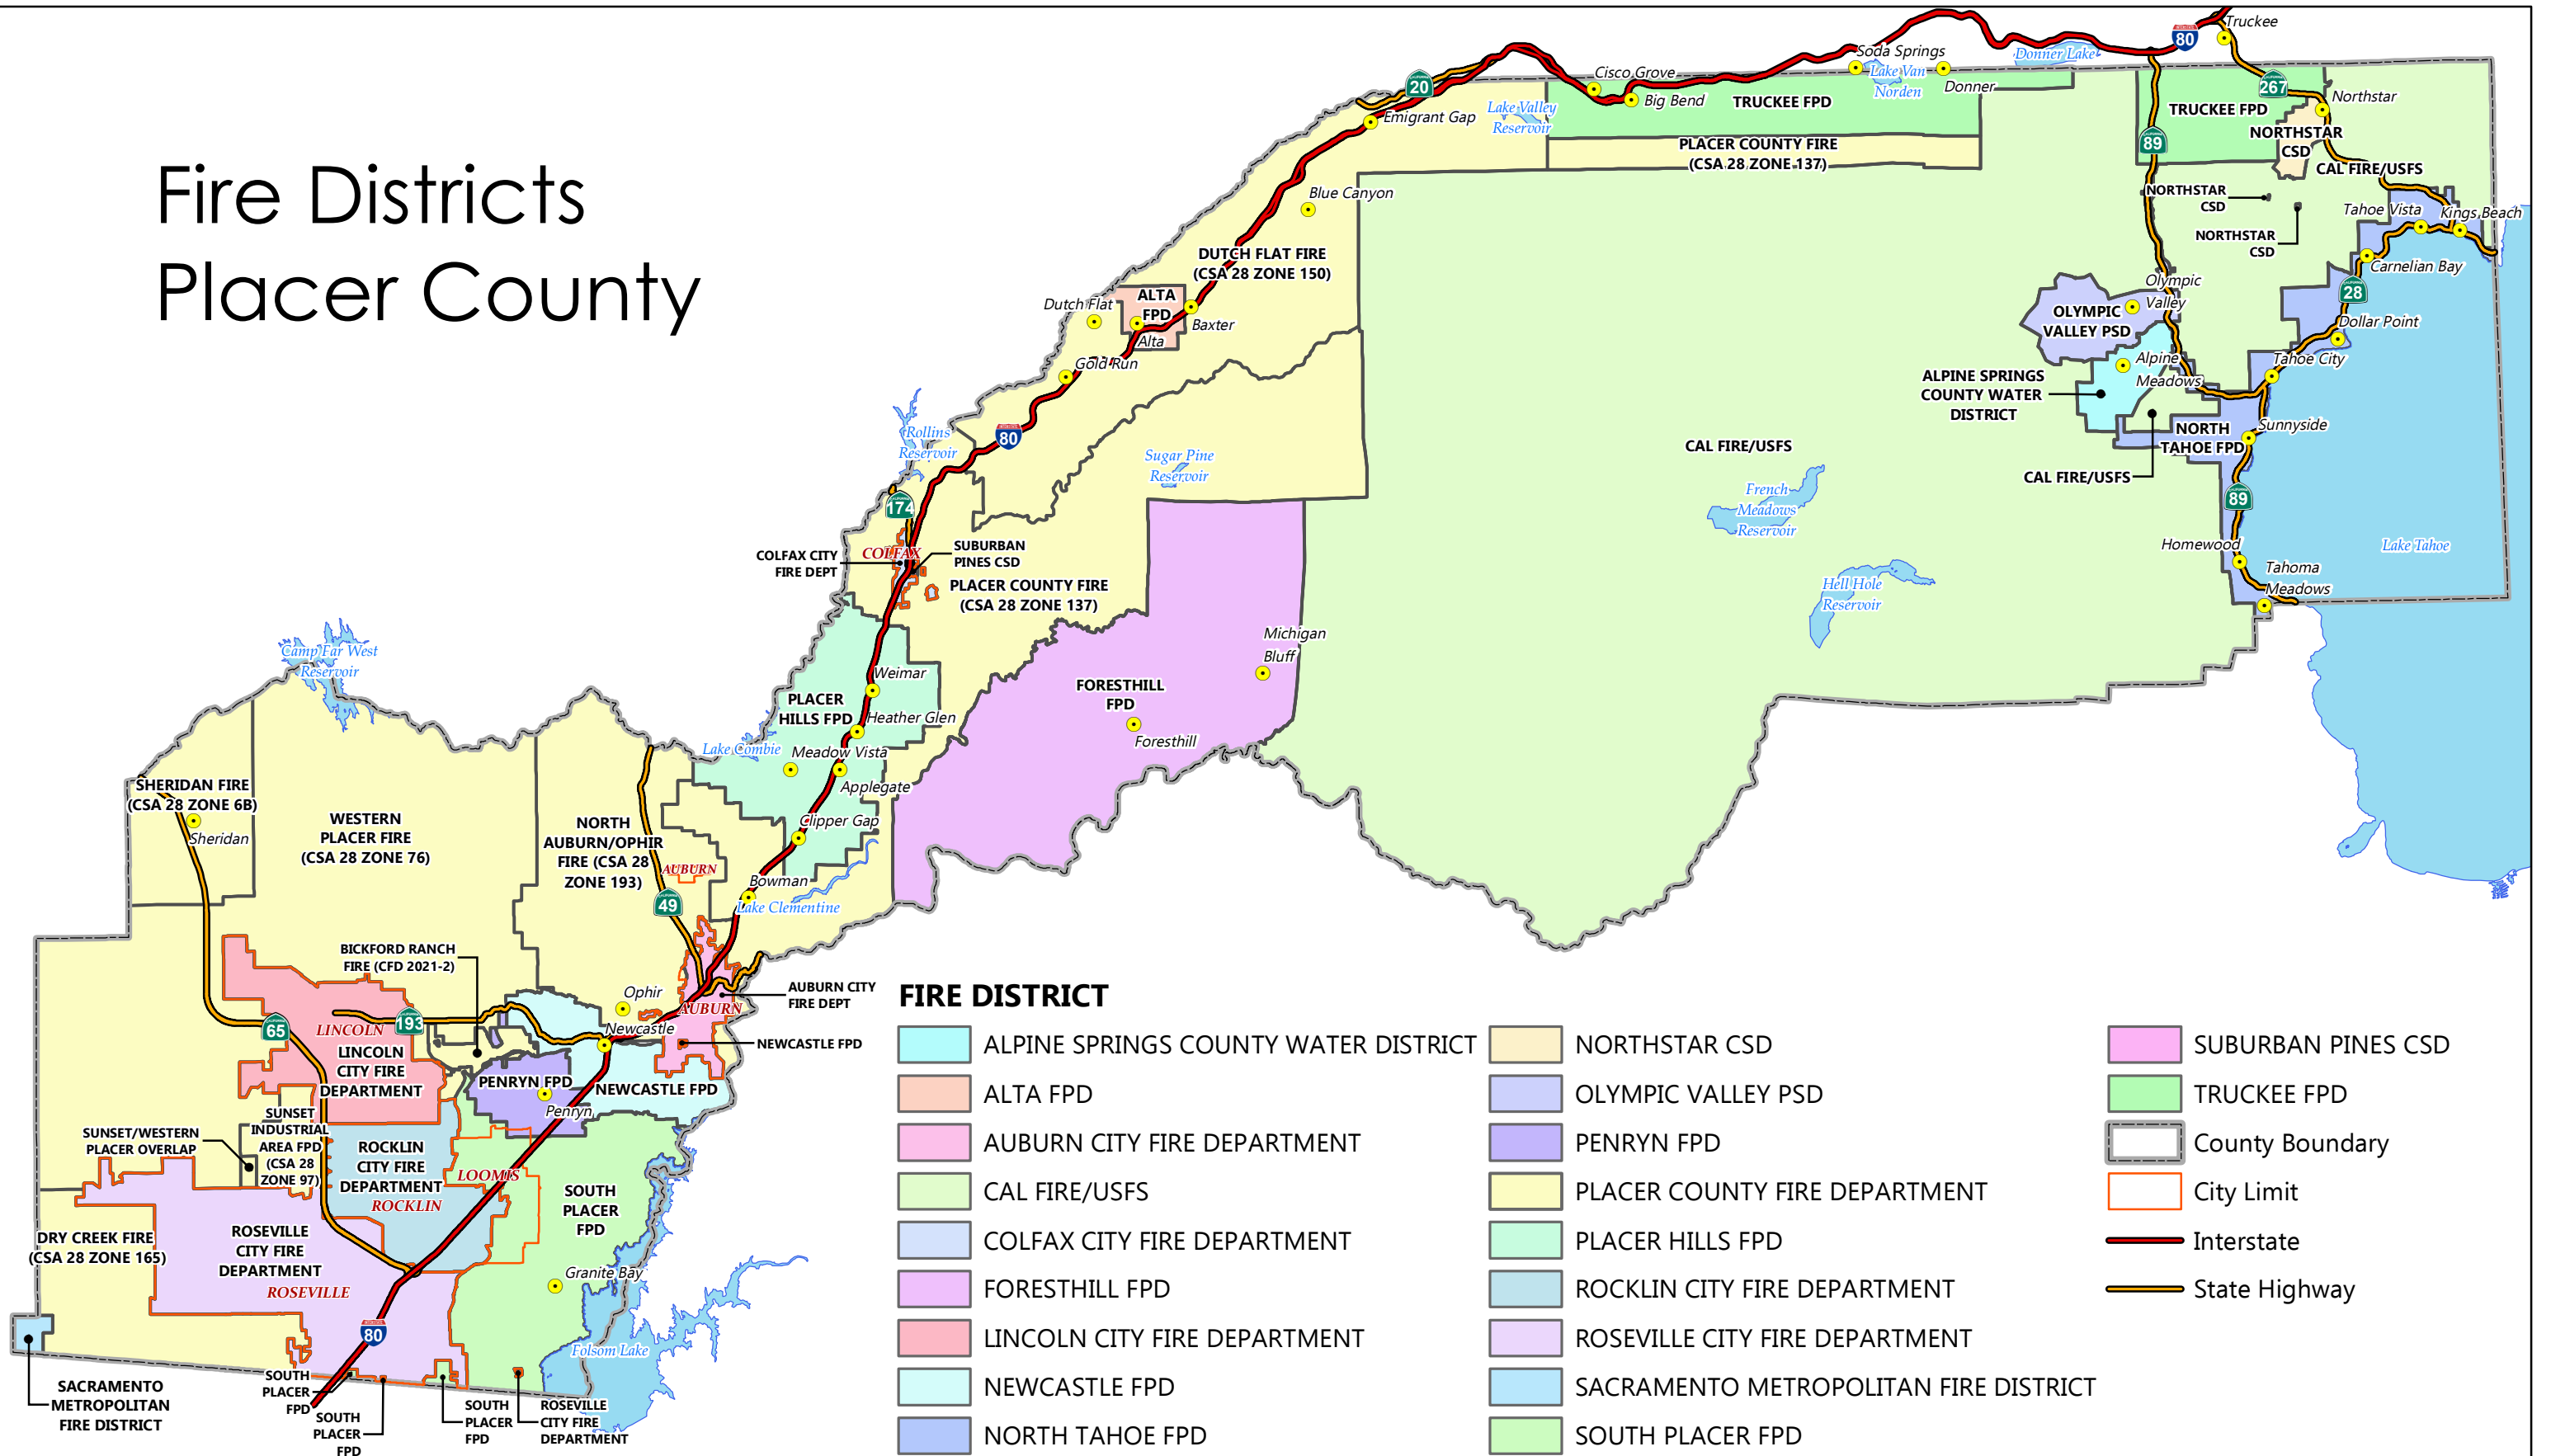 Fire Districts
Placer County
Truckee
80
Soda Springs
Donner Lake
Cisco Grove
Lake Van
Norden
Donner
20
267
Northstar
Big Bend
TRUCKEE FPD
TRUCKEE FPD
Lake Valley
Reservoir
Emigrant Gap
89
NORTHSTAR
CSD
PLACER COUNTY FIRE
(CSA 28 ZONE 137)
CAL FIRE/USFS
Blue Canyon
NORTHSTAR
CSD
Tahoe Vista
Kings Beach
NORTHSTAR
CSD
DUTCH FLAT FIRE
(CSA 28 ZONE 150)
Carnelian Bay
Olympic
Valley
28
Dutch Flat
ALTA
FPD
Baxter
Alta
OLYMPIC
VALLEY PSD
Dollar Point
Gold Run
Alpine
Meadows
Tahoe City
ALPINE SPRINGS
COUNTY WATER
DISTRICT
Rollins
Reservoir
80
Sunnyside
NORTH
TAHOE FPD
CAL FIRE/USFS
Sugar Pine
Reservoir
CAL FIRE/USFS
French
Meadows
Reservoir
174
89
COLFAX CITY
FIRE DEPT
COLFAX
SUBURBAN
PINES CSD
Homewood
Lake Tahoe
PLACER COUNTY FIRE
(CSA 28 ZONE 137)
Hell Hole
Reservoir
Tahoma
Meadows
Camp Far West
Reservoir
Michigan
Bluff
Weimar
FORESTHILL
FPD
PLACER
HILLS FPD
Heather Glen
Foresthill
Lake Combie
Meadow Vista
Applegate
SHERIDAN FIRE
(CSA 28 ZONE 6B)
Sheridan
WESTERN
PLACER FIRE
(CSA 28 ZONE 76)
NORTH
AUBURN/OPHIR
FIRE (CSA 28
ZONE 193)
Clipper Gap
AUBURN
Bowman
49
Lake Clementine
BICKFORD RANCH
FIRE (CFD 2021-2)
Ophir
AUBURN
AUBURN CITY
FIRE DEPT
65
LINCOLN
193
Newcastle
NEWCASTLE FPD
LINCOLN
CITY FIRE
DEPARTMENT
PENRYN FPD
NEWCASTLE FPD
Penryn
SUNSET
INDUSTRIAL
AREA FPD
(CSA 28
ZONE 97)
SUNSET/WESTERN
PLACER OVERLAP
ROCKLIN
CITY FIRE
DEPARTMENT
ROCKLIN
LOOMIS
SOUTH
PLACER
FPD
DRY CREEK FIRE
(CSA 28 ZONE 165)
ROSEVILLE
CITY FIRE
DEPARTMENT
ROSEVILLE
Granite Bay
80
Folsom Lake
SACRAMENTO
METROPOLITAN
FIRE DISTRICT
SOUTH
PLACER
FPD
SOUTH
PLACER
FPD
SOUTH
PLACER
FPD
ROSEVILLE
CITY FIRE
DEPARTMENT
FIRE DISTRICT
ALPINE SPRINGS COUNTY WATER DISTRICT
ALTA FPD
AUBURN CITY FIRE DEPARTMENT
CAL FIRE/USFS
COLFAX CITY FIRE DEPARTMENT
FORESTHILL FPD
LINCOLN CITY FIRE DEPARTMENT
NEWCASTLE FPD
NORTH TAHOE FPD
NORTHSTAR CSD
OLYMPIC VALLEY PSD
PENRYN FPD
PLACER COUNTY FIRE DEPARTMENT
PLACER HILLS FPD
ROCKLIN CITY FIRE DEPARTMENT
ROSEVILLE CITY FIRE DEPARTMENT
SACRAMENTO METROPOLITAN FIRE DISTRICT
SOUTH PLACER FPD
SUBURBAN PINES CSD
TRUCKEE FPD
County Boundary
City Limit
Interstate
State Highway